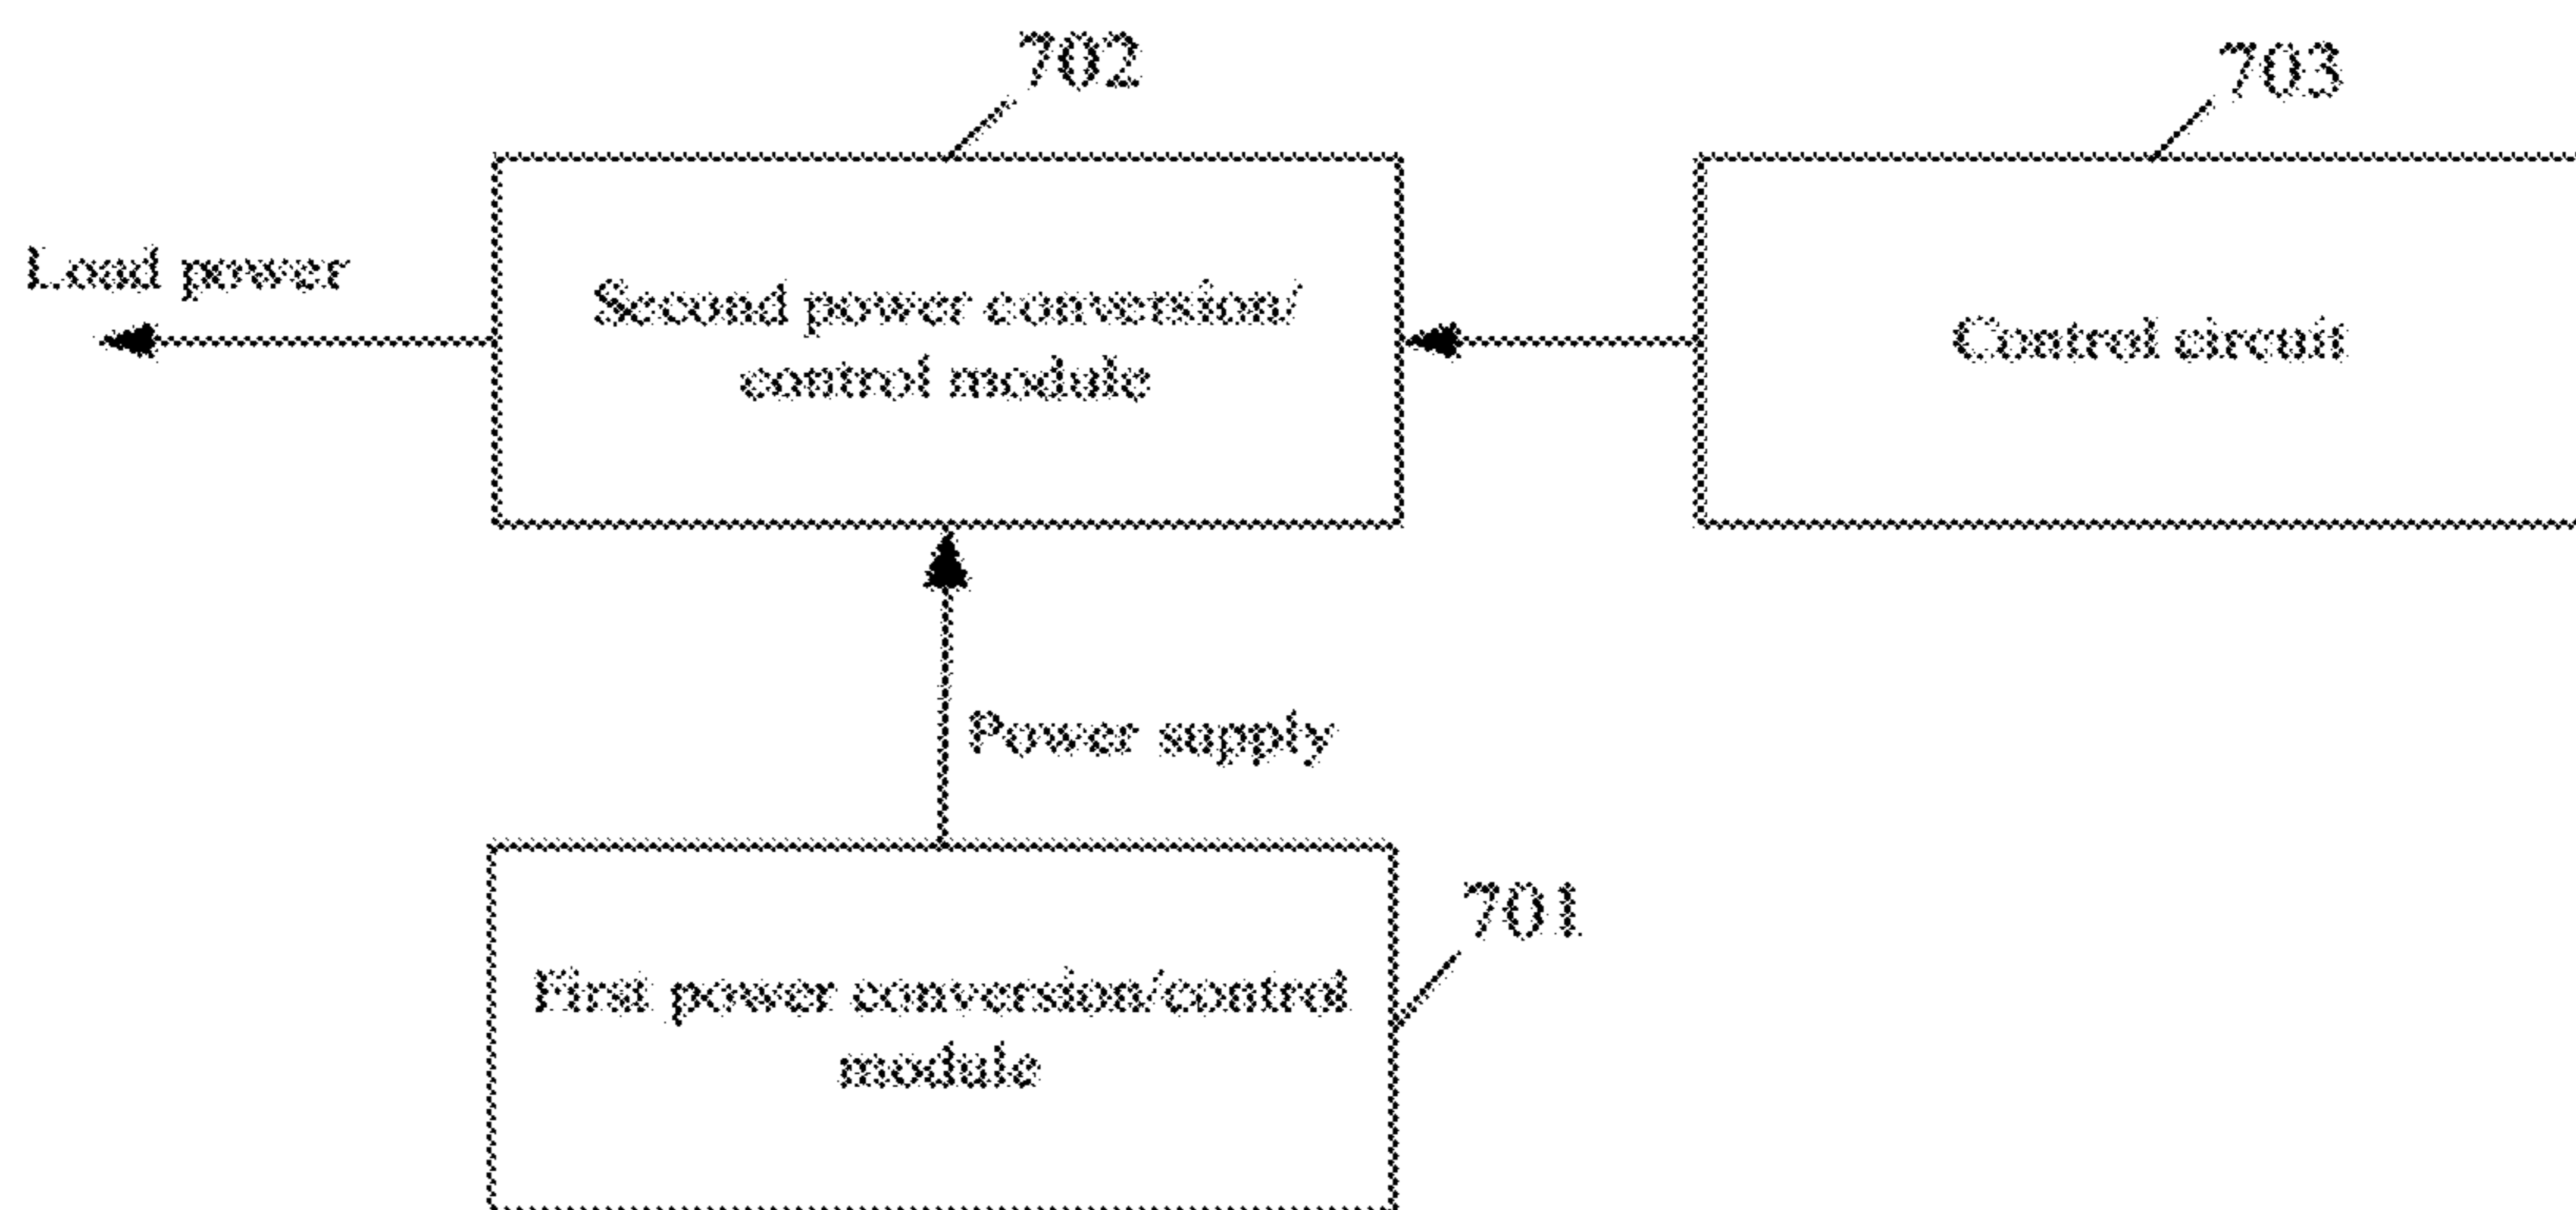 702
703
Load power
Second power conversion/
control module
Control circuit
Power supply
701
First power conversion/control
module